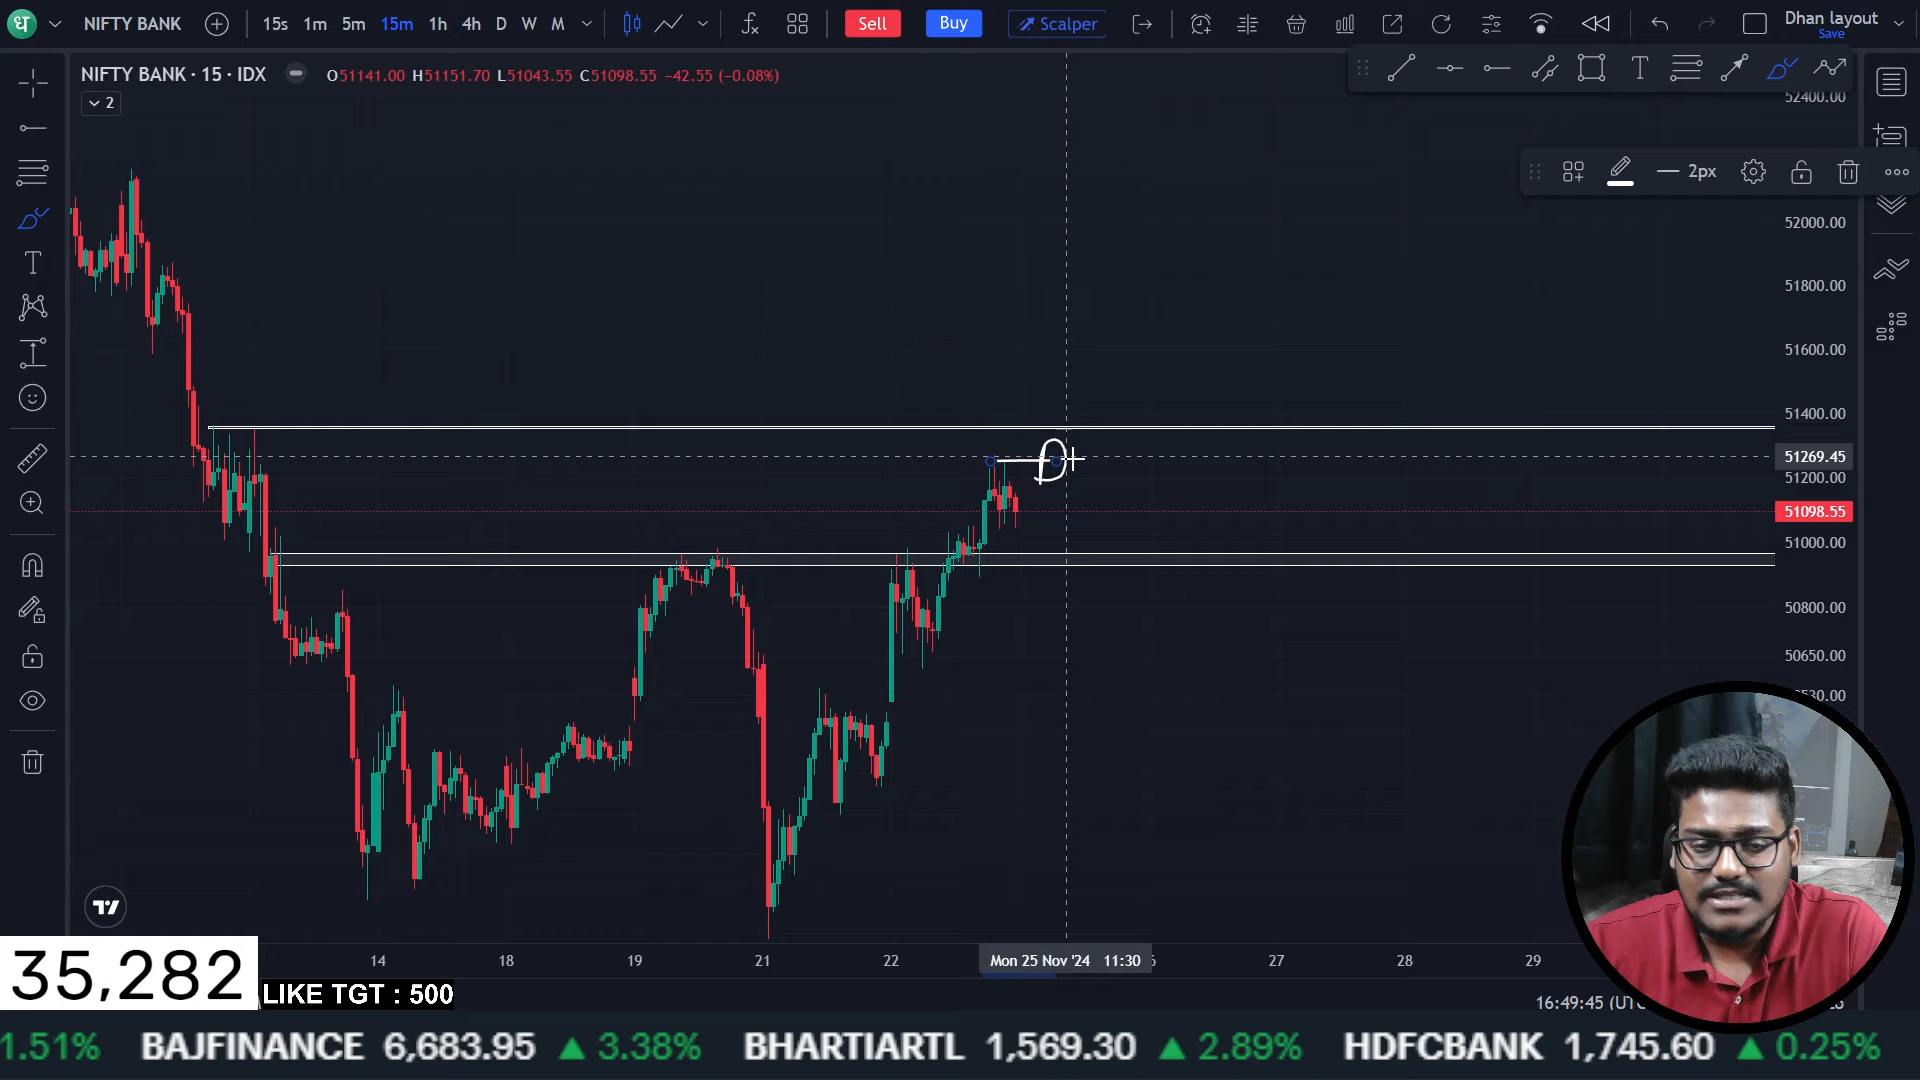 धा NIFTY BANK 15s 1m 5m 15m 1h 4h D W M Sell Buy Scalper Dhan layout
Save
NIFTY BANK · 15 · IDX O51141.00 H51151.70 L51043.55 C51098.55 −42.55 (−0.08%)
T
52400.00
2
2px
52000.00
T
51800.00
51600.00
51400.00
51269.45
51200.00
51098.55
51000.00
50800.00
50650.00
14 18 19 21 22 Mon 25 Nov '24 11:30 27 28 29
35,282
LIKE TGT : 500
16:49:45 (UT
1.51% BAJFINANCE 6,683.95 ▲ 3.38% BHARTIARTL 1,569.30 ▲ 2.89% HDFCBANK 1,745.60 ▲ 0.25%